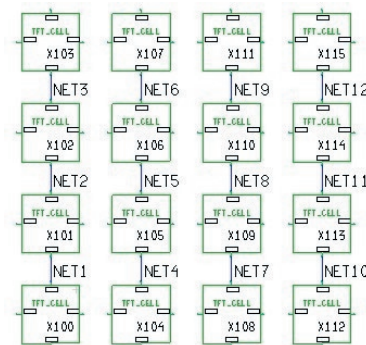 TFT_CELL TFT_CELL TFT_CELL TFT_CELL
X103 X107 X111 X115
NET3 NET6 NET9 NET12
TFT_CELL TFT_CELL TFT_CELL TFT_CELL
X102 X106 X110 X114
NET2 NET5 NET8 NET11
TFT_CELL TFT_CELL TFT_CELL TFT_CELL
X101 X105 X109 X113
NET1 NET4 NET7 NET10
TFT_CELL TFT_CELL TFT_CELL TFT_CELL
X100 X104 X108 X112